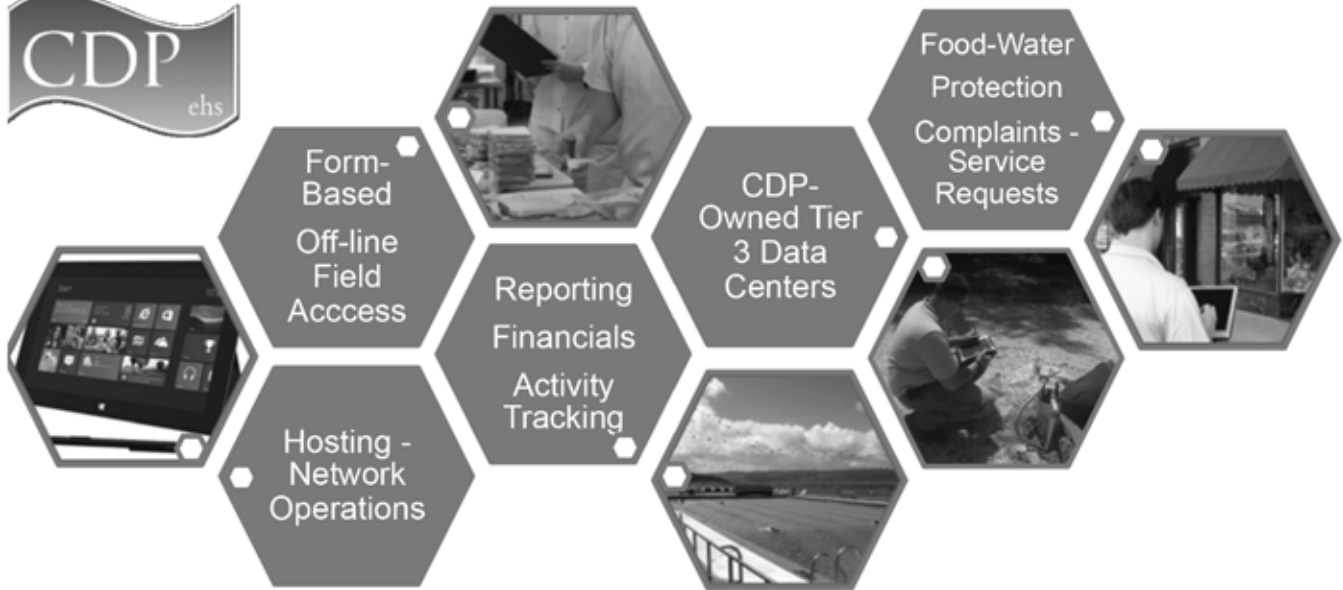 CDP
ehs
Form-
Based
Off-line
Field
Acccess
Hosting -
Network
Operations
Reporting
Financials
Activity
Tracking
CDP-
Owned Tier
3 Data
Centers
Food-Water
Protection
Complaints -
Service
Requests
Start